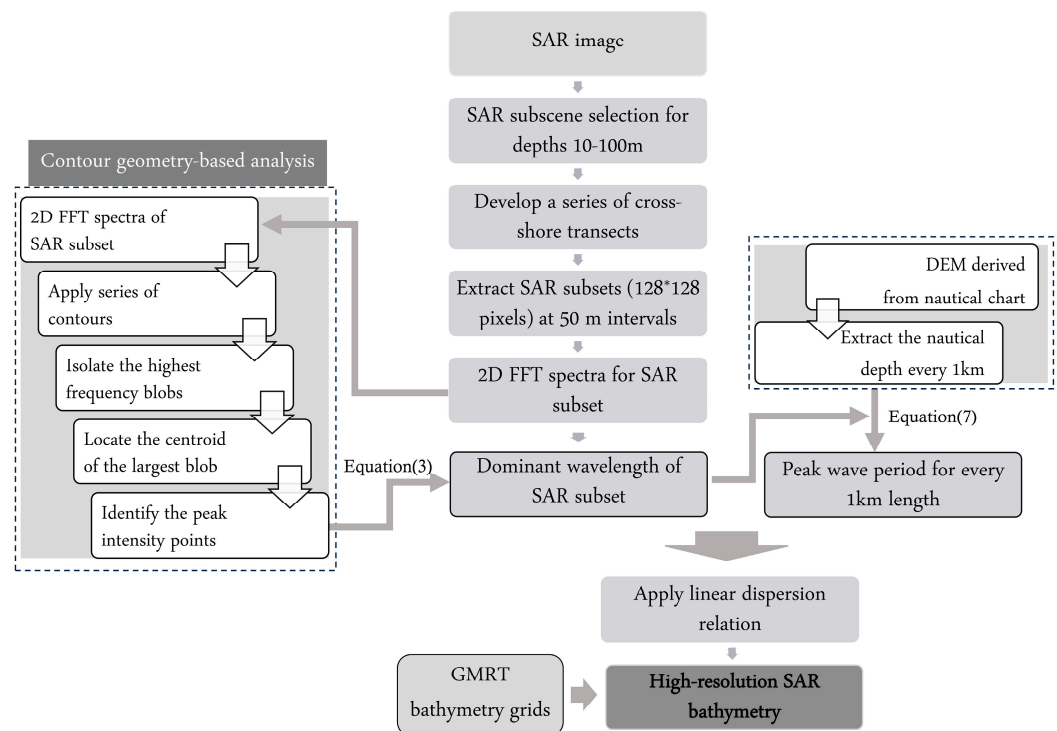 SAR image
SAR subscene selection for
depths 10-100m
Develop a series of cross-
shore transects
Extract SAR subsets (128*128
pixels) at 50 m intervals
2D FFT spectra for SAR
subset
Contour geometry-based analysis
2D FFT spectra of
SAR subset
Apply series of
contours
Isolate the highest
frequency blobs
Locate the centroid
of the largest blob
Identify the peak
intensity points
Equation(3)
Dominant wavelength of
SAR subset
DEM derived
from nautical chart
Extract the nautical
depth every 1km
Equation(7)
Peak wave period for every
1km length
Apply linear dispersion
relation
GMRT
bathymetry grids
High-resolution SAR
bathymetry